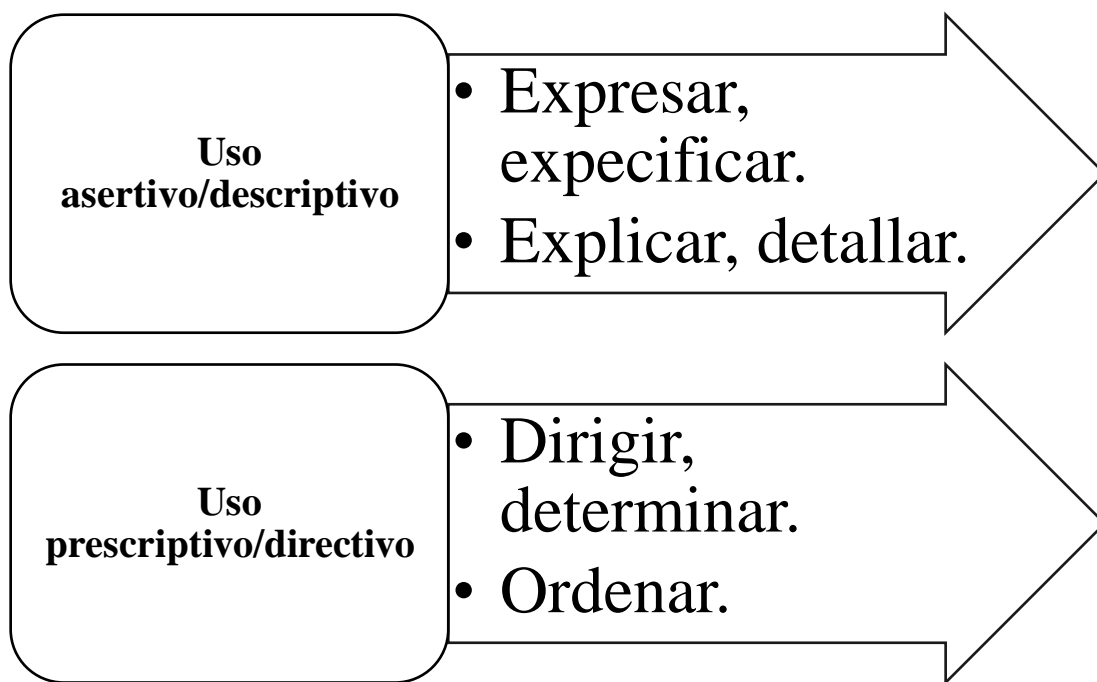 Uso
asertivo/descriptivo
• Expresar,
expecificar.
• Explicar, detallar.
Uso
prescriptivo/directivo
• Dirigir,
determinar.
• Ordenar.